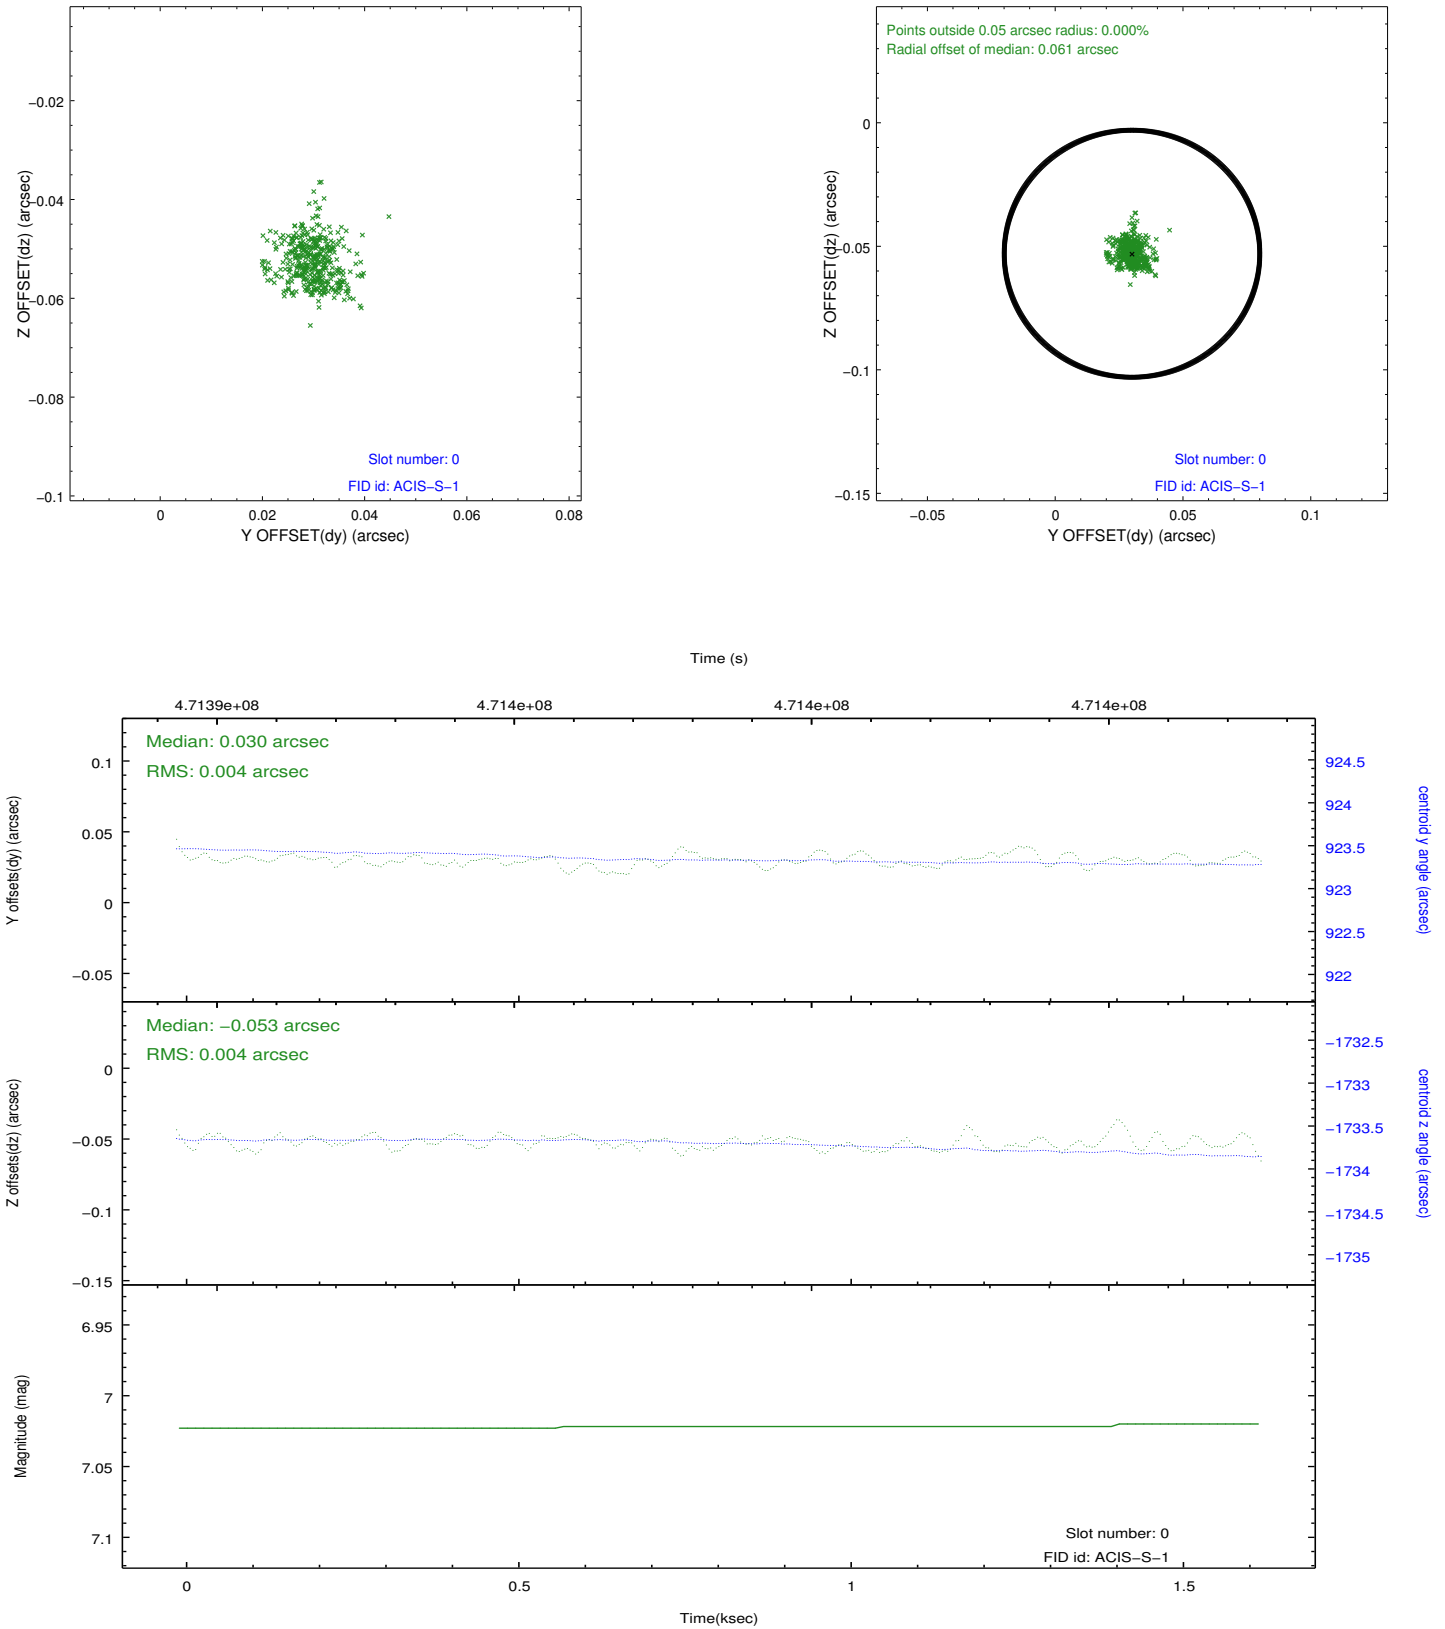 −0.02
−0.04
−0.06
−0.08
−0.1
Z OFFSET(dz) (arcsec)
Slot number: 0
FID id: ACIS−S−1
0
0.02
0.04
0.06
0.08
Y OFFSET(dy) (arcsec)
Points outside 0.05 arcsec radius: 0.000%
Radial offset of median: 0.061 arcsec
0
−0.05
−0.1
−0.15
Z OFFSET(dz) (arcsec)
Slot number: 0
FID id: ACIS−S−1
−0.05
0
0.05
0.1
Y OFFSET(dy) (arcsec)
Time (s)
4.7139e+08
4.714e+08
4.714e+08
4.714e+08
Median: 0.030 arcsec
RMS: 0.004 arcsec
0.1
0.05
0
−0.05
Y offsets(dy) (arcsec)
924.5
924
923.5
923
922.5
922
centroid y angle (arcsec)
Median: −0.053 arcsec
RMS: 0.004 arcsec
0
−0.05
−0.1
−0.15
Z offsets(dz) (arcsec)
−1732.5
−1733
−1733.5
−1734
−1734.5
−1735
centroid z angle (arcsec)
6.95
7
7.05
7.1
Magnitude (mag)
Slot number: 0
FID id: ACIS−S−1
0
0.5
1
1.5
Time(ksec)